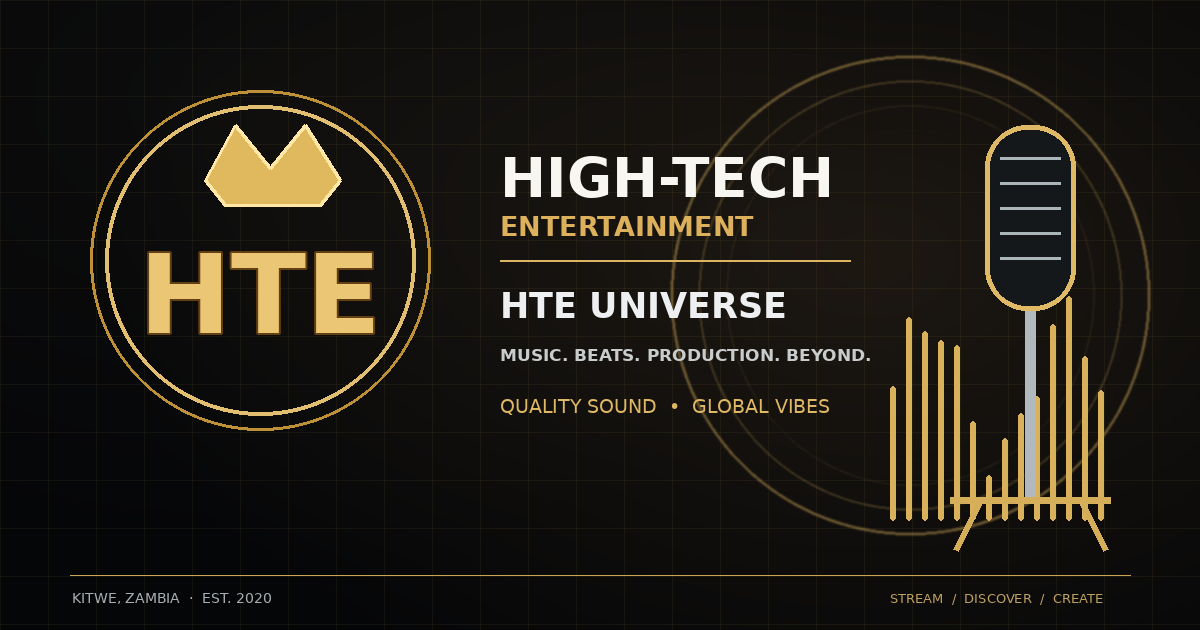 HTE
HIGH-TECH
ENTERTAINMENT
HTE UNIVERSE
MUSIC. BEATS. PRODUCTION. BEYOND.
QUALITY SOUND • GLOBAL VIBES
KITWE, ZAMBIA · EST. 2020
STREAM / DISCOVER / CREATE